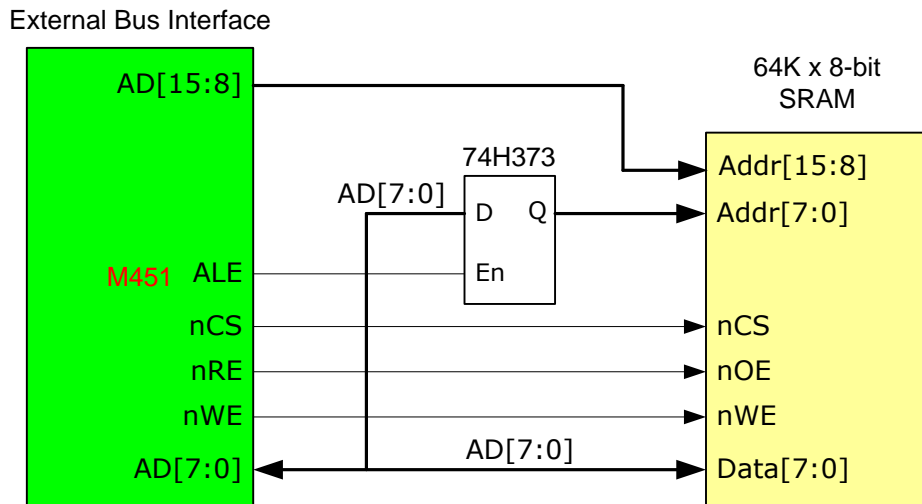 External Bus Interface
64K x 8-bit
SRAM
AD[15:8]
74H373
Addr[15:8]
AD[7:0]
D Q
Addr[7:0]
M451 ALE
En
nCS
nCS
nRE
nOE
nWE
nWE
AD[7:0]
AD[7:0]
Data[7:0]